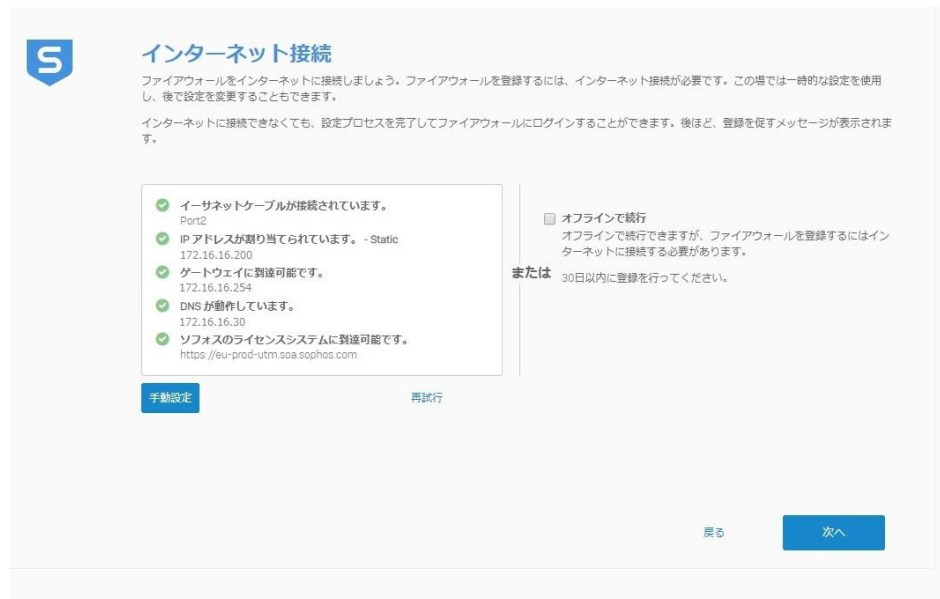 S
インターネット接続
ファイアウォールをインターネットに接続しましょう。ファイアウォールを登録するには、インターネット接続が必要です。この場では一時的な設定を使用
し、後で設定を変更することもできます。
インターネットに接続できなくても、設定プロセスを完了してファイアウォールにログインすることができます。後ほど、登録を促すメッセージが表示されま
す。
イーサネットケーブルが接続されています。
Port2
IP アドレスが割り当てられています。 - Static
172.16.16.200
ゲートウェイに到達可能です。
172.16.16.254
DNS が動作しています。
172.16.16.30
ソフォスのライセンスシステムに到達可能です。
https://eu-prod-utm.soa.sophos.com
手動設定
再試行
または
オフラインで続行
オフラインで続行できますが、ファイアウォールを登録するにはイン
ターネットに接続する必要があります。
30日以内に登録を行ってください。
戻る
次へ